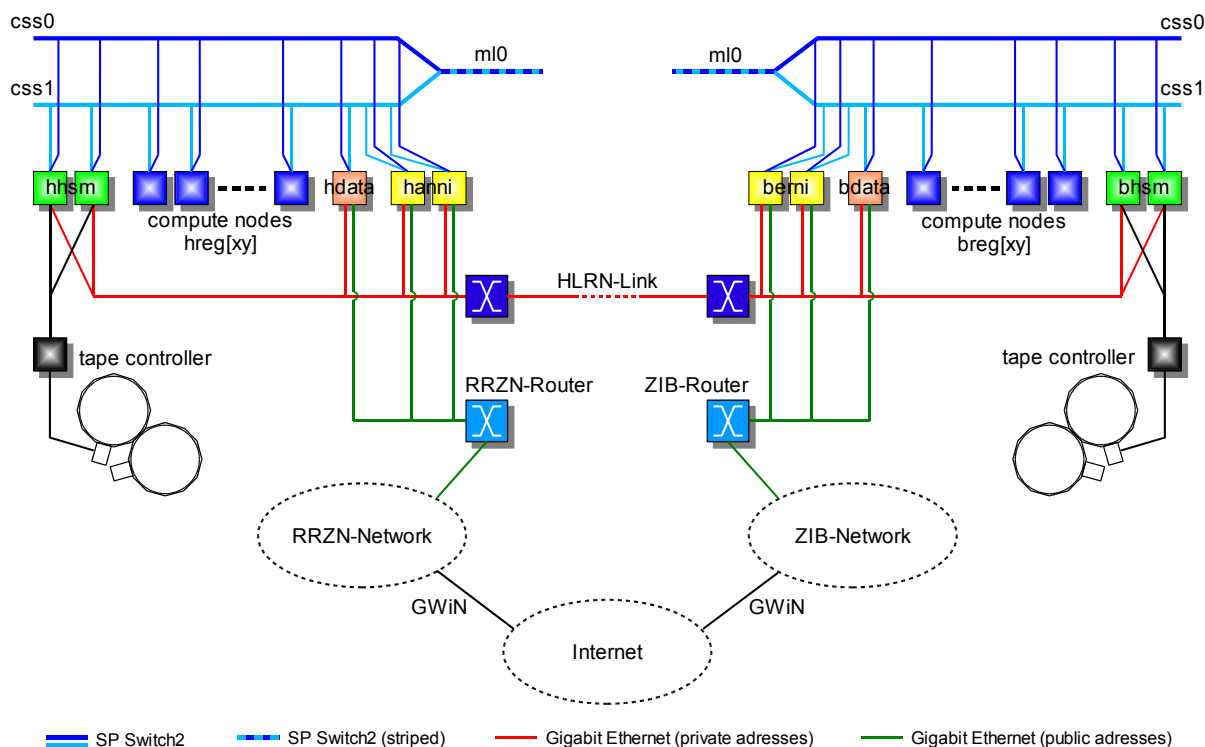 css0
css0
ml0
ml0
css1
css1
hhsm
hdata
hanni
berni
bdata
bhsm
compute nodes
hreg[xy]
compute nodes
breg[xy]
HLRN-Link
tape controller
RRZN-Router
ZIB-Router
tape controller
RRZN-Network
ZIB-Network
GWiN
GWiN
Internet
SP Switch2
SP Switch2 (striped)
Gigabit Ethernet (private adresses)
Gigabit Ethernet (public adresses)